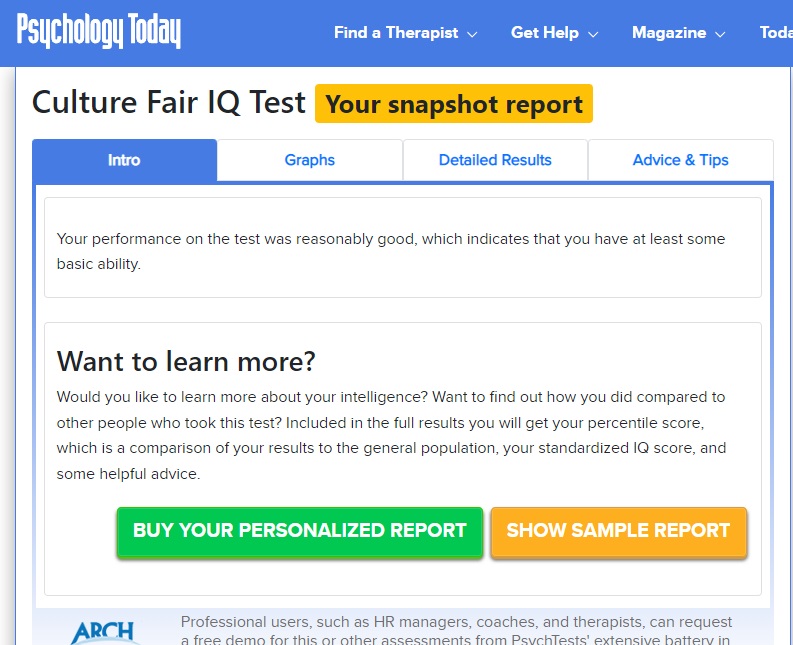 Psychology Today
Find a Therapist
Get Help
Magazine
Toda
Culture Fair IQ Test Your snapshot report
Intro
Graphs
Detailed Results
Advice & Tips
Your performance on the test was reasonably good, which indicates that you have at least some
basic ability.
Want to learn more?
Would you like to learn more about your intelligence? Want to find out how you did compared to
other people who took this test? Included in the full results you will get your percentile score,
which is a comparison of your results to the general population, your standardized IQ score, and
some helpful advice.
BUY YOUR PERSONALIZED REPORT
SHOW SAMPLE REPORT
ARCH
Professional users, such as HR managers, coaches, and therapists, can request
a free demo for this or other assessments from PsychTests' extensive battery in